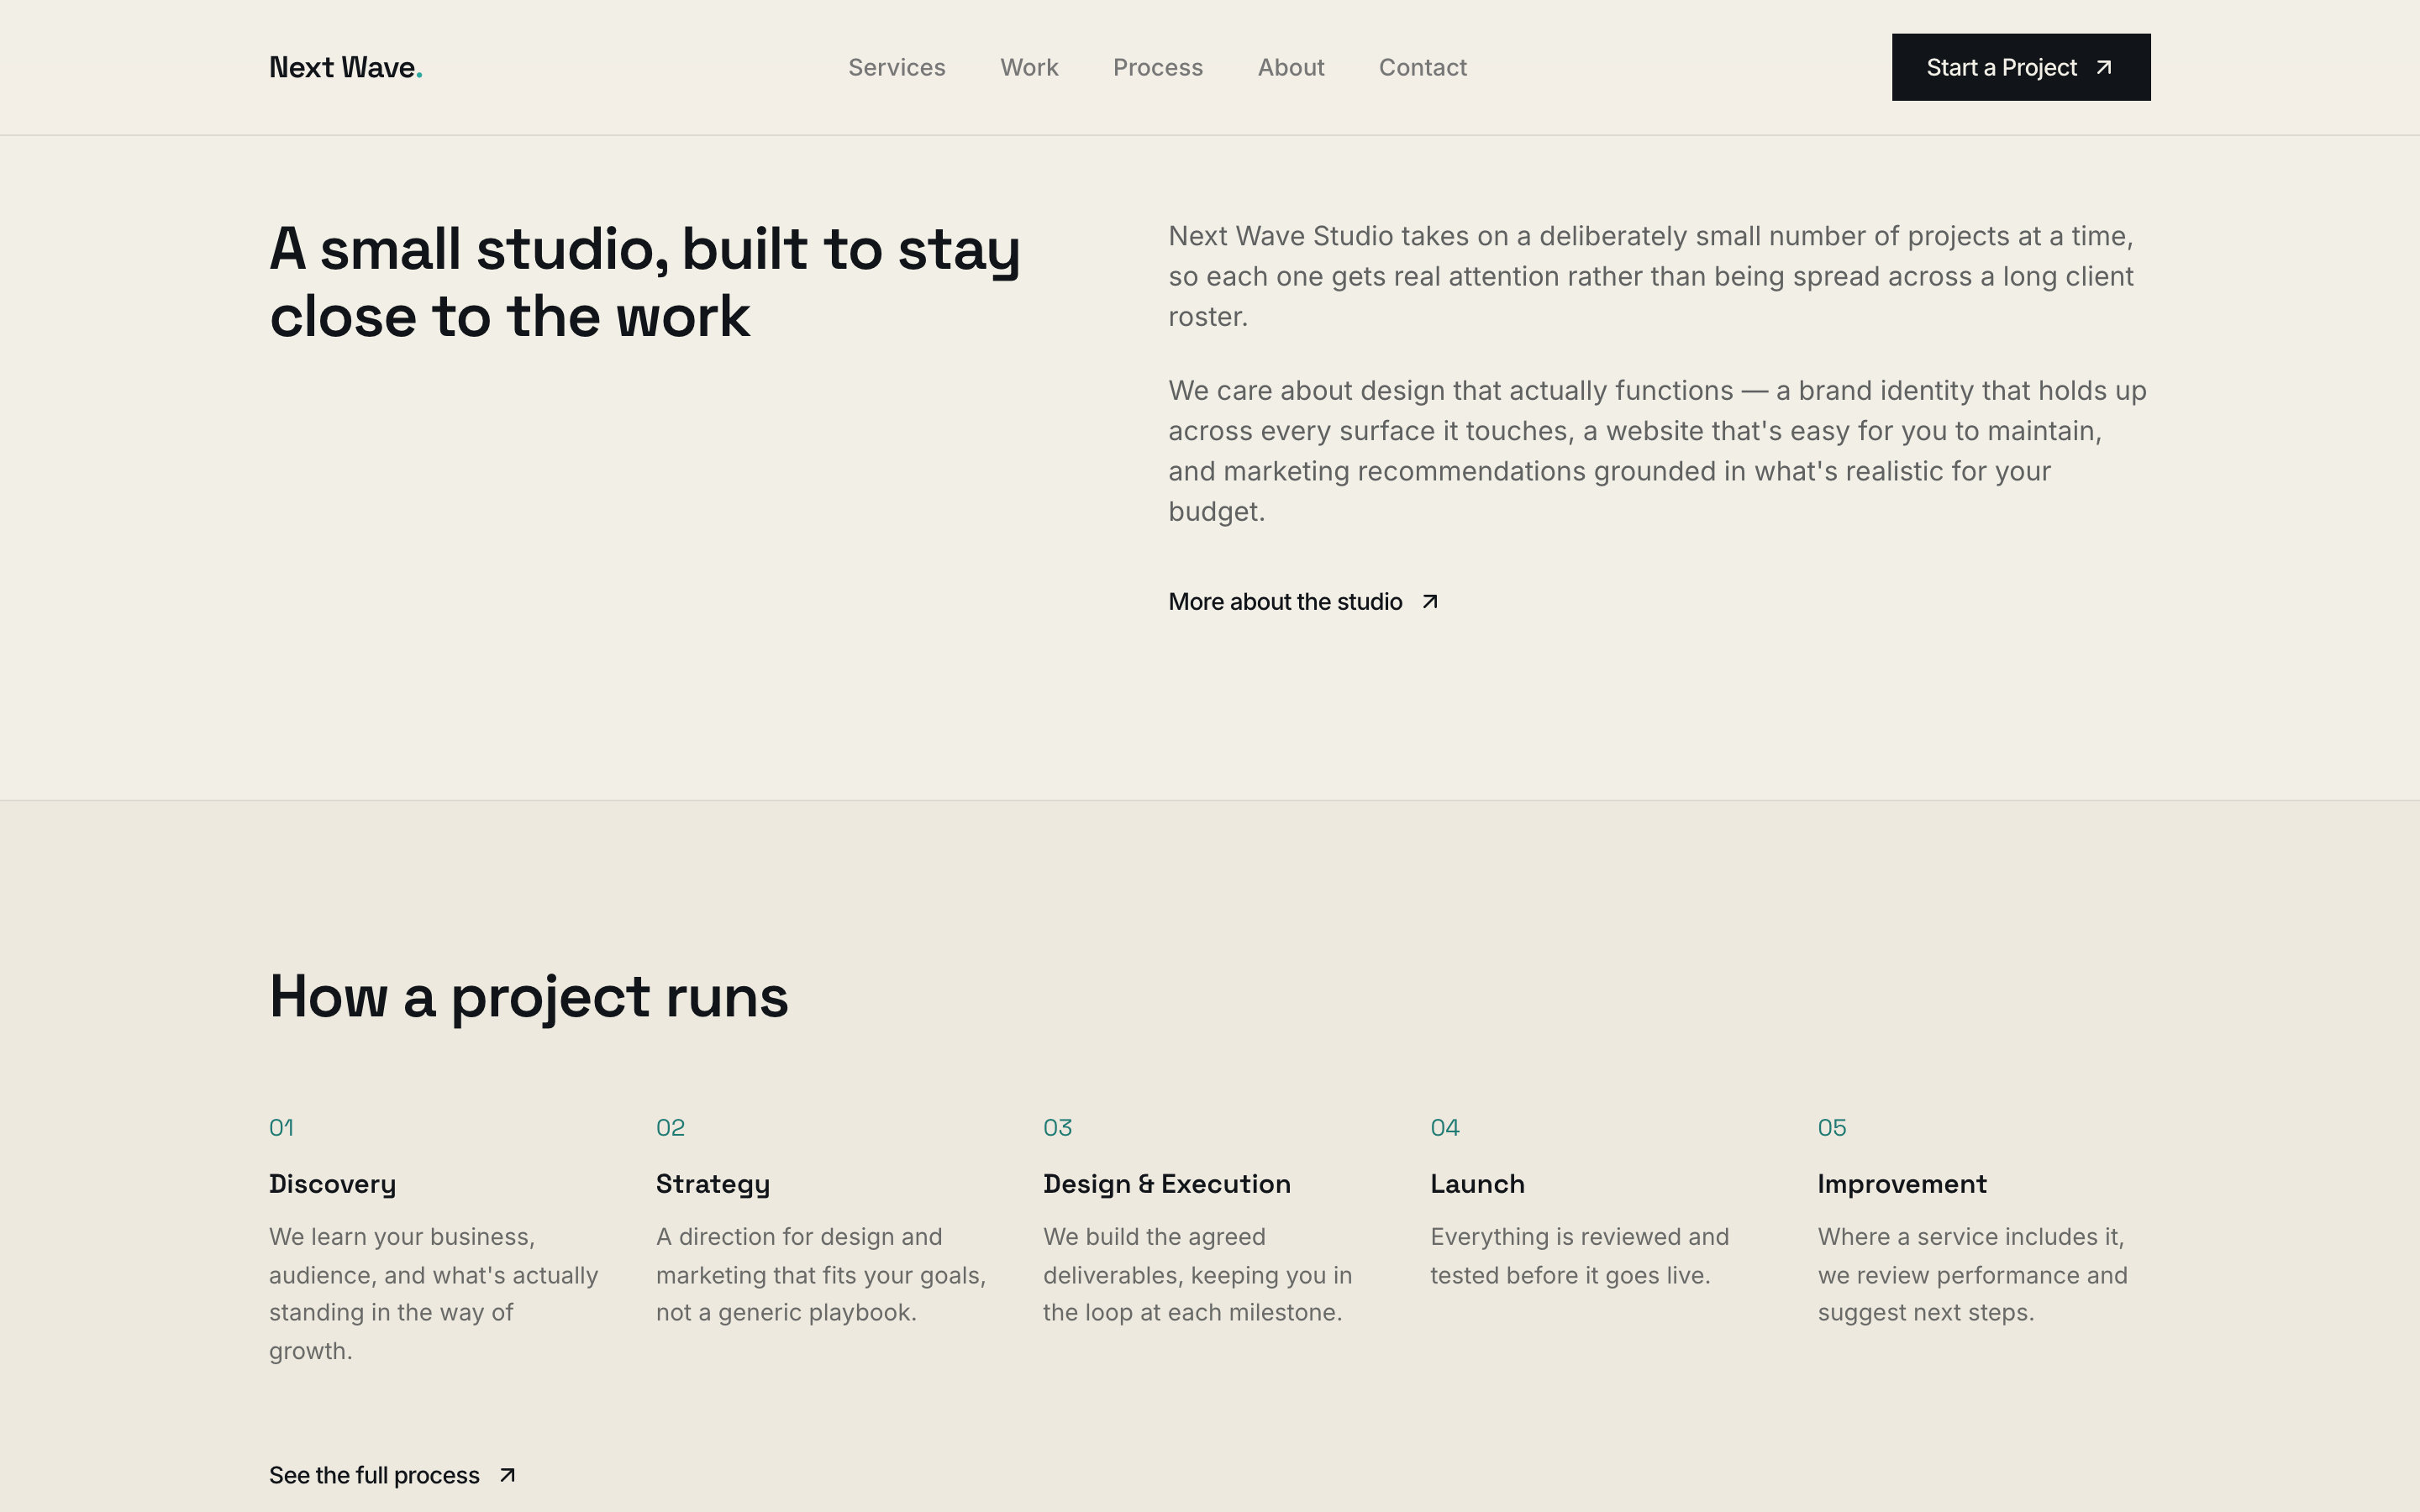 Next Wave.
Services
Work
Process
About
Contact
Start a Project
A small studio, built to stay
close to the work
Next Wave Studio takes on a deliberately small number of projects at a time,
so each one gets real attention rather than being spread across a long client
roster.
We care about design that actually functions — a brand identity that holds up
across every surface it touches, a website that's easy for you to maintain,
and marketing recommendations grounded in what's realistic for your
budget.
More about the studio
How a project runs
01
Discovery
We learn your business,
audience, and what's actually
standing in the way of
growth.
02
Strategy
A direction for design and
marketing that fits your goals,
not a generic playbook.
03
Design & Execution
We build the agreed
deliverables, keeping you in
the loop at each milestone.
04
Launch
Everything is reviewed and
tested before it goes live.
05
Improvement
Where a service includes it,
we review performance and
suggest next steps.
See the full process